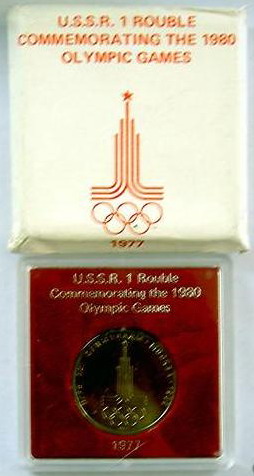 U.S.S.R. 1 ROUBLE
COMMEMORATING THE 1980
OLYMPIC GAMES
1977
U.S.S.R. 1 Rouble
Commemorating the 1980
Olympic Games
1977